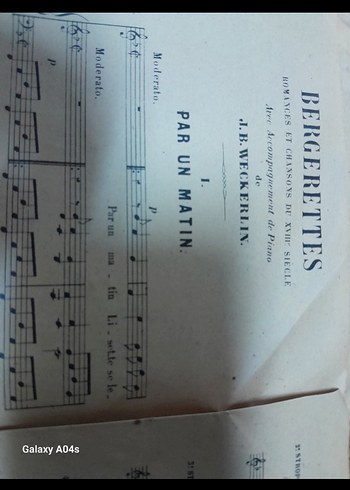 BERGERETTES
ROMANCES ET CHANSONS DU XVIIIe SIECLE
Avec Accompagnement de Piano
de
J.B. WECKERLIN.
I.
PAR UN MATIN.
Moderato.
p
Par un ma - tin Li - sette se le -
Moderato.
p
Galaxy A04s